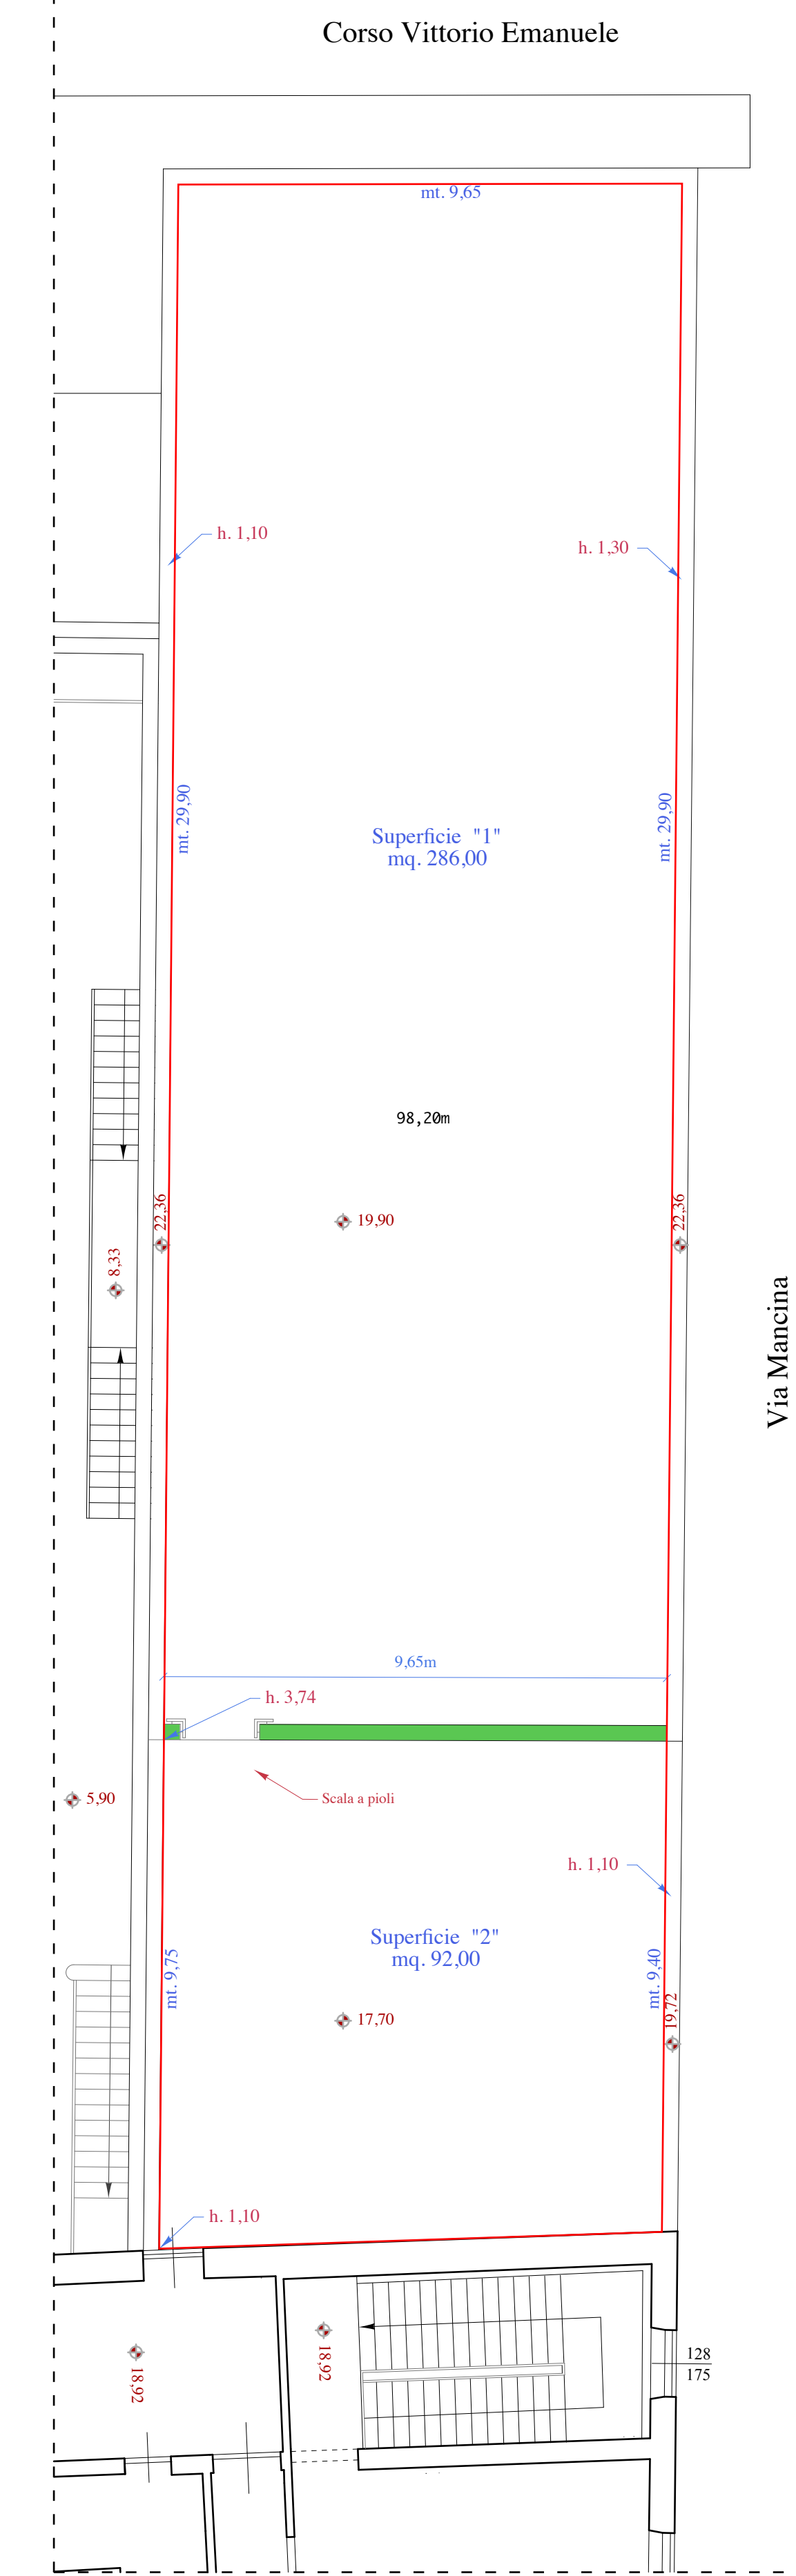 Corso Vittorio Emanuele
mt. 9,65
h. 1,10
h. 1,30
mt. 29,90
mt. 29,90
Superficie "1"
mq. 286,00
98,20m
22,36
19,90
22,36
8,33
Via Mancina
9,65m
h. 3,74
5,90
Scala a pioli
h. 1,10
Superficie "2"
mq. 92,00
mt. 9,75
mt. 9,40
17,70
19,72
h. 1,10
18,92
18,92
128
175